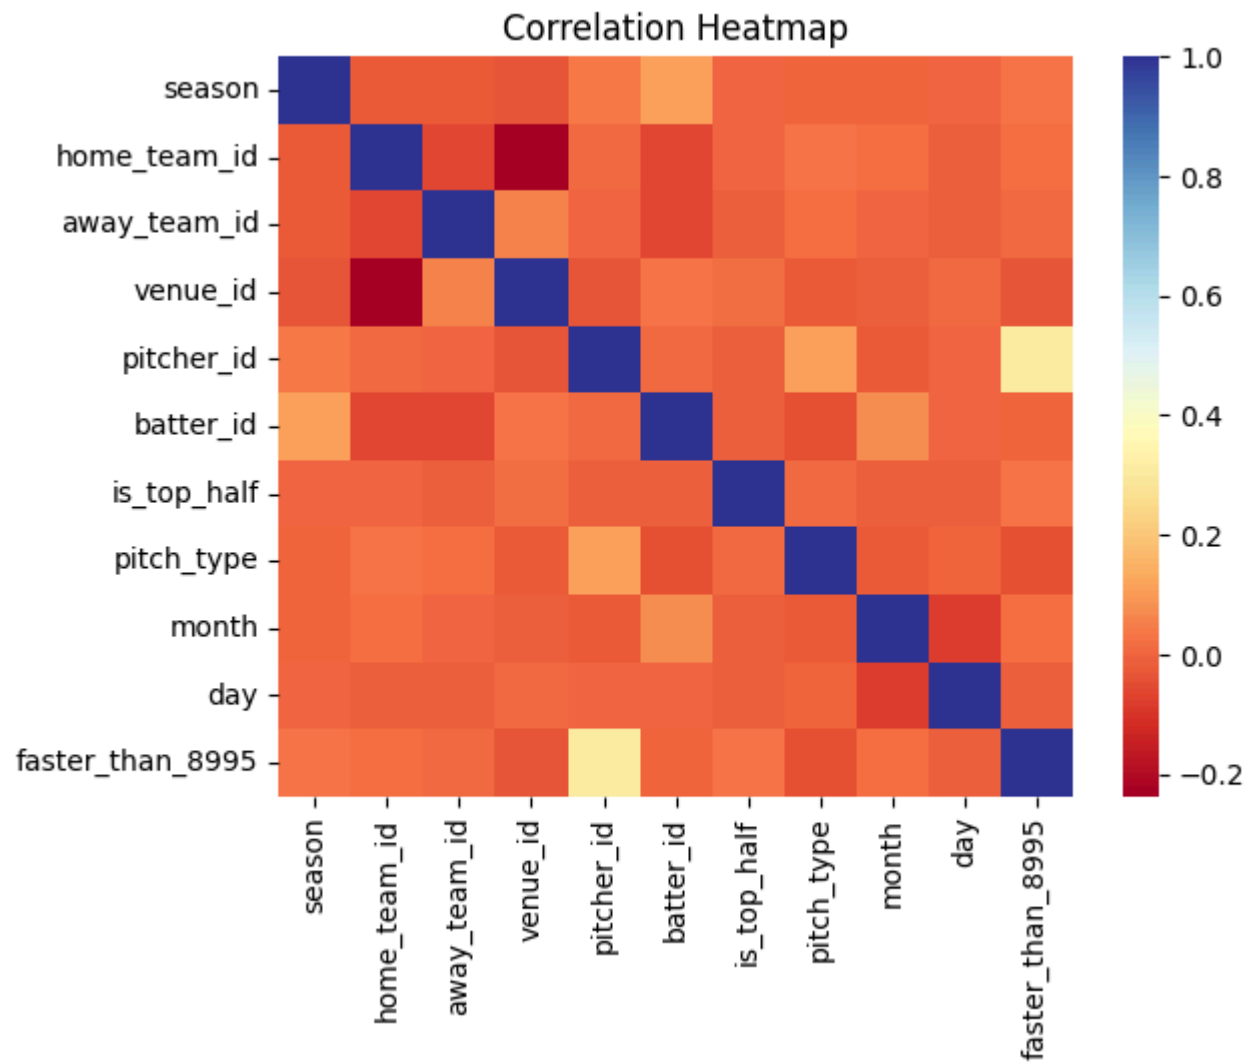 Correlation Heatmap
season
home_team_id
away_team_id
venue_id
pitcher_id
batter_id
is_top_half
pitch_type
month
day
faster_than_8995
season
home_team_id
away_team_id
venue_id
pitcher_id
batter_id
is_top_half
pitch_type
month
day
faster_than_8995
1.0
0.8
0.6
0.4
0.2
0.0
−0.2